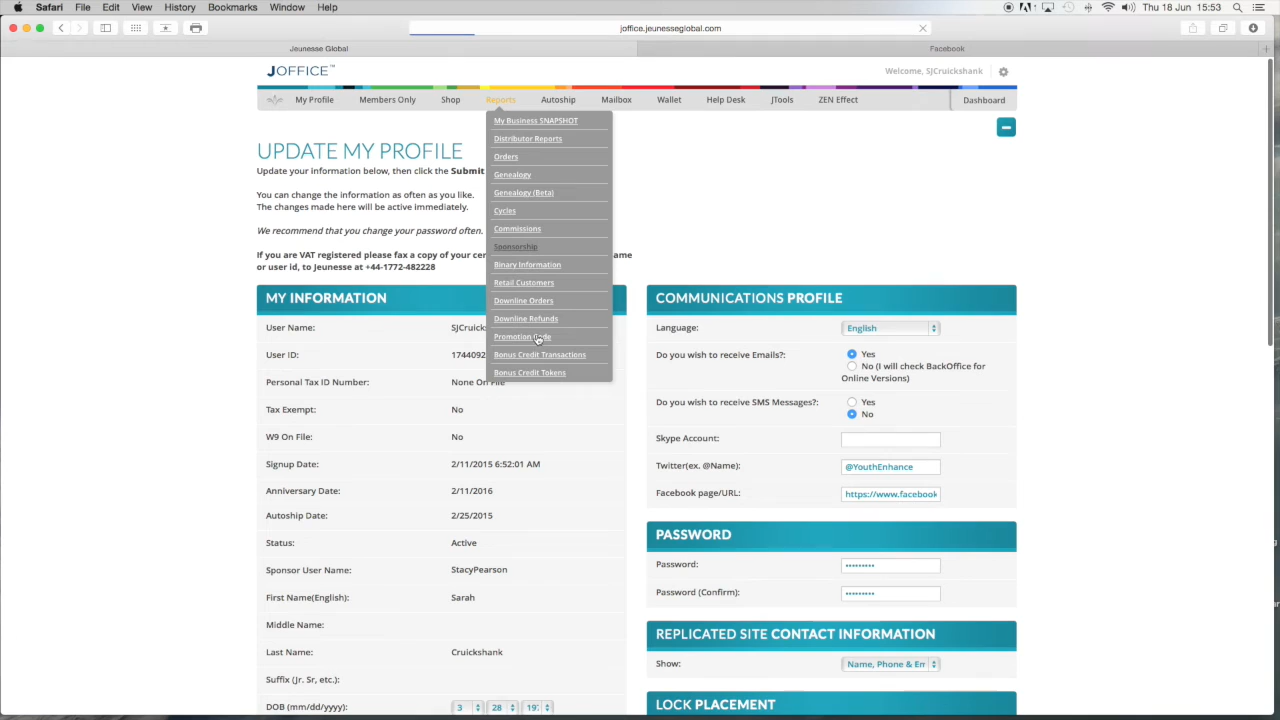 Safari File Edit View History Bookmarks Window Help
Thu 18 Jun 15:53
joffice.jeunesseglobal.com
Jeunesse Global
Facebook
JOFFICE™
Welcome, SJCruickshank
My Profile Members Only Shop Reports Autoship Mailbox Wallet Help Desk JTools ZEN Effect Dashboard
My Business SNAPSHOT
Distributor Reports
Orders
Genealogy
Genealogy (Beta)
Cycles
Commissions
Sponsorship
Binary Information
Retail Customers
Downline Orders
Downline Refunds
Promotion Code
Bonus Credit Transactions
Bonus Credit Tokens
UPDATE MY PROFILE
Update your information below, then click the Submit
You can change the information as often as you like.
The changes made here will be active immediately.
We recommend that you change your password often.
If you are VAT registered please fax a copy of your
or user id, to Jeunesse at +44-1772-482228
MY INFORMATION
User Name:
User ID: 1744092
Personal Tax ID Number: None On File
Tax Exempt: No
W9 On File: No
Signup Date: 2/11/2015 6:52:01 AM
Anniversary Date: 2/11/2016
Autoship Date: 2/25/2015
Status: Active
Sponsor User Name: StacyPearson
First Name(English): Sarah
Middle Name:
Last Name: Cruickshank
Suffix (Jr. Sr, etc.):
DOB (mm/dd/yyyy): 3 28
COMMUNICATIONS PROFILE
Language: English
Do you wish to receive Emails?: Yes
No (I will check BackOffice for
Online Versions)
Do you wish to receive SMS Messages?: Yes
No
Skype Account:
Twitter(ex. @Name): @YouthEnhance
Facebook page/URL: https://www.facebook
PASSWORD
Password: •••••••••
Password (Confirm): •••••••••
REPLICATED SITE CONTACT INFORMATION
Show: Name, Phone & Em
LOCK PLACEMENT